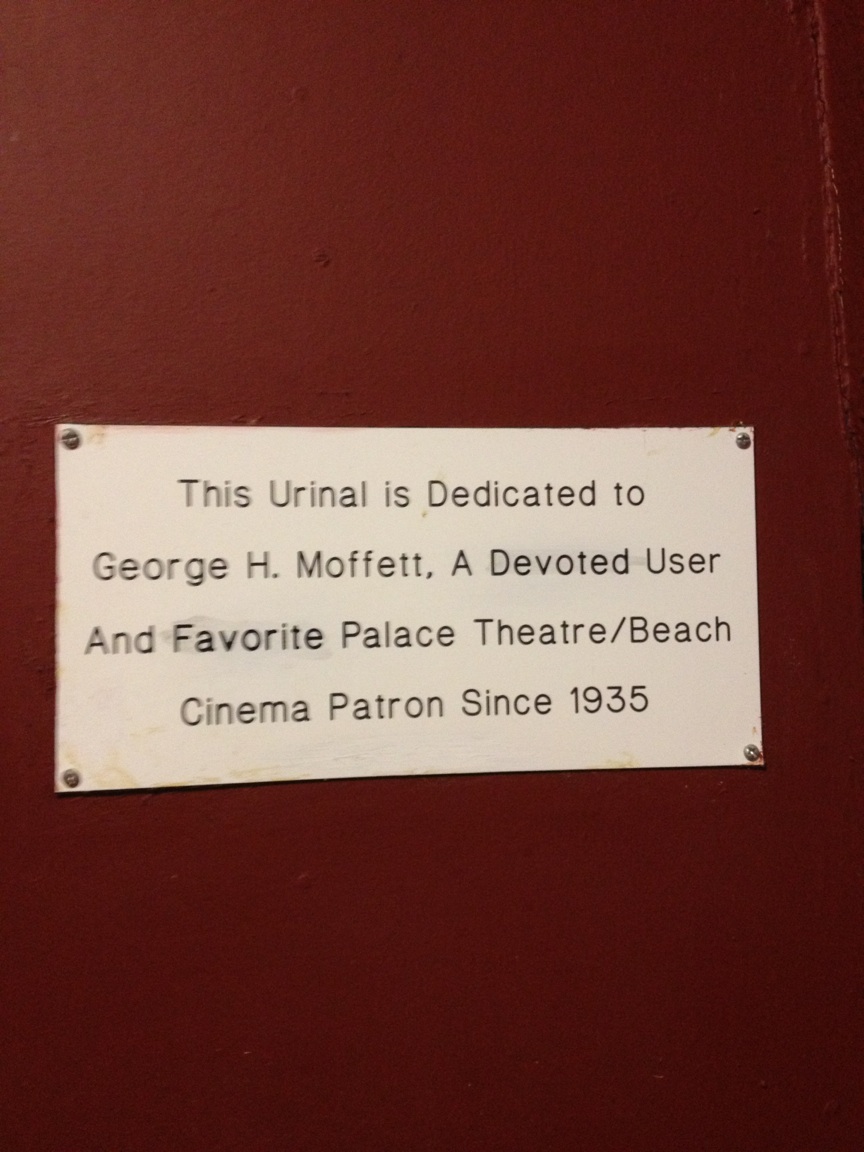 This Urinal is Dedicated to
George H. Moffett, A Devoted User
And Favorite Palace Theatre/Beach
Cinema Patron Since 1935